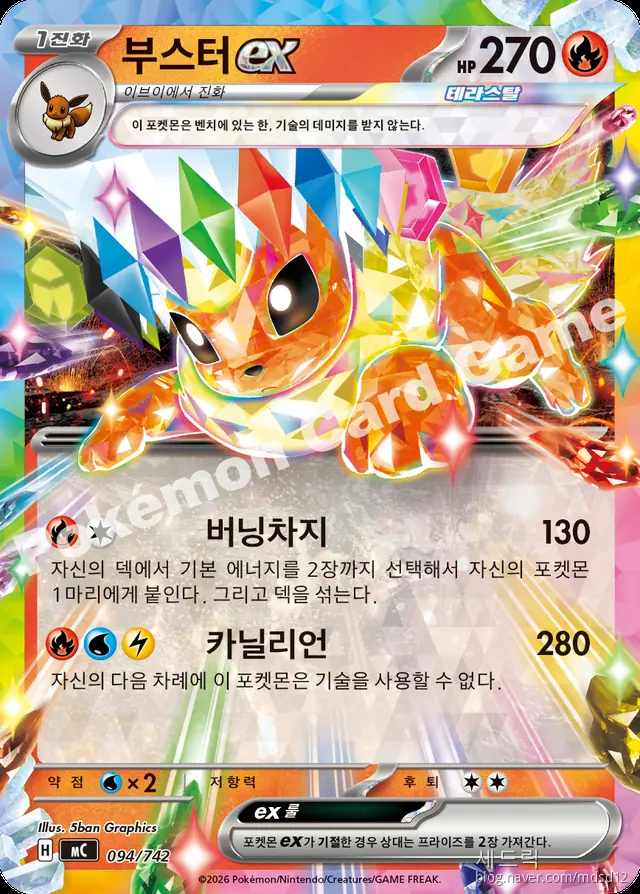 1진화
부스터 ex
HP 270
이브이에서 진화
테라스탈
이 포켓몬은 벤치에 있는 한, 기술의 데미지를 받지 않는다.
Pokémon Card Game
버닝차지 130
자신의 덱에서 기본 에너지를 2장까지 선택해서 자신의 포켓몬
1마리에게 붙인다. 그리고 덱을 섞는다.
카닐리언 280
자신의 다음 차례에 이 포켓몬은 기술을 사용할 수 없다.
약점 ×2 저항력 후퇴
ex 룰
포켓몬 ex가 기절한 경우 상대는 프라이즈를 2장 가져간다.
Illus. 5ban Graphics
H mC 094/742
©2026 Pokémon/Nintendo/Creatures/GAME FREAK.
세드릭
blog.naver.com/mdsd12